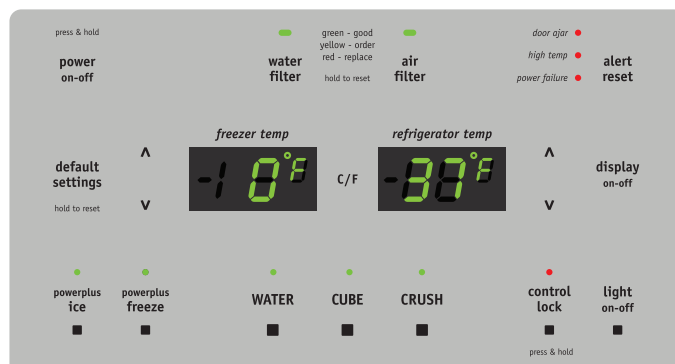 press & hold
power
on-off
water
filter
green - good
yellow - order
red - replace
hold to reset
air
filter
door ajar
high temp
power failure
alert
reset
freezer temp
refrigerator temp
default
settings
hold to reset
˄
˅
0°F
C/F
37°F
˄
˅
display
on-off
powerplus
ice
powerplus
freeze
WATER
CUBE
CRUSH
control
lock
press & hold
light
on-off